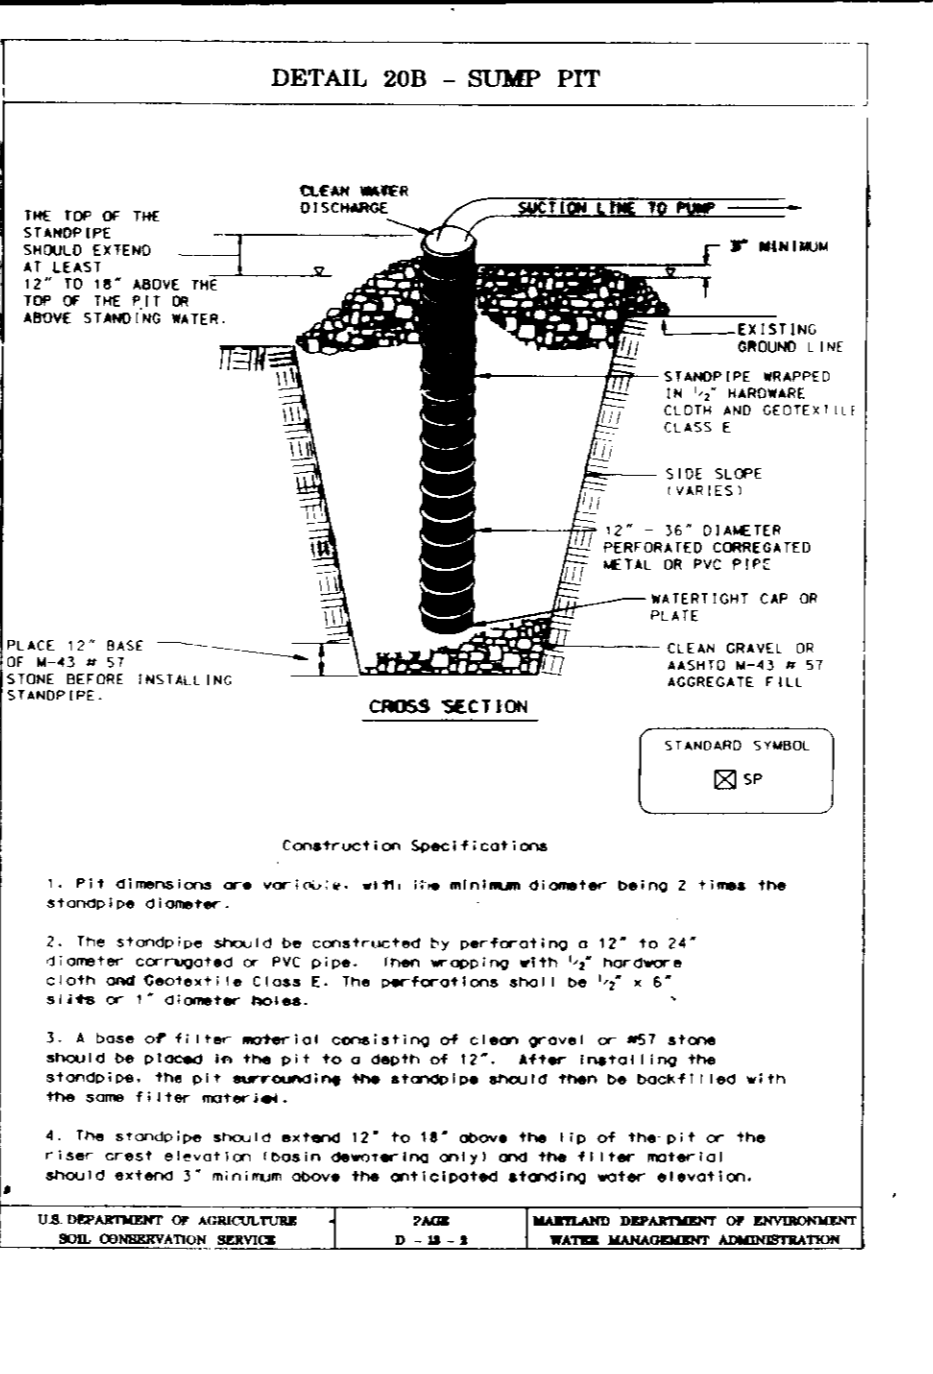 DETAIL 20B - SUMP PIT
CLEAN WATER
DISCHARGE
SUCTION LINE TO PUMP
THE TOP OF THE
STANDPIPE
SHOULD EXTEND
AT LEAST
12" TO 18" ABOVE THE
TOP OF THE PIT OR
ABOVE STANDING WATER.
3" MINIMUM
EXISTING
GROUND LINE
STANDPIPE WRAPPED
IN 1/2" HARDWARE
CLOTH AND GEOTEXTILE
CLASS E
SIDE SLOPE
(VARIES)
12" - 36" DIAMETER
PERFORATED CORREGATED
METAL OR PVC PIPE
WATERTIGHT CAP OR
PLATE
PLACE 12" BASE
OF M-43 # 57
STONE BEFORE INSTALLING
STANDPIPE.
CLEAN GRAVEL OR
AASHTO M-43 # 57
AGGREGATE FILL
CROSS SECTION
STANDARD SYMBOL
SP
Construction Specifications
1. Pit dimensions are variable, with the minimum diameter being 2 times the
standpipe diameter.
2. The standpipe should be constructed by perforating a 12" to 24"
diameter corrugated or PVC pipe. Then wrapping with 1/2" hardware
cloth and Geotextile Class E. The perforations shall be 1/2" x 6"
slits or 1" diameter holes.
3. A base of filter material consisting of clean gravel or #57 stone
should be placed in the pit to a depth of 12". After installing the
standpipe, the pit surrounding the standpipe should then be backfilled with
the same filter material.
4. The standpipe should extend 12" to 18" above the lip of the pit or the
riser crest elevation (basin dewatering only) and the filter material
should extend 3" minimum above the anticipated standing water elevation.
U.S. DEPARTMENT OF AGRICULTURE
SOIL CONSERVATION SERVICE
PAGE
D - 13 -
MARYLAND DEPARTMENT OF ENVIRONMENT
WATER MANAGEMENT ADMINISTRATION